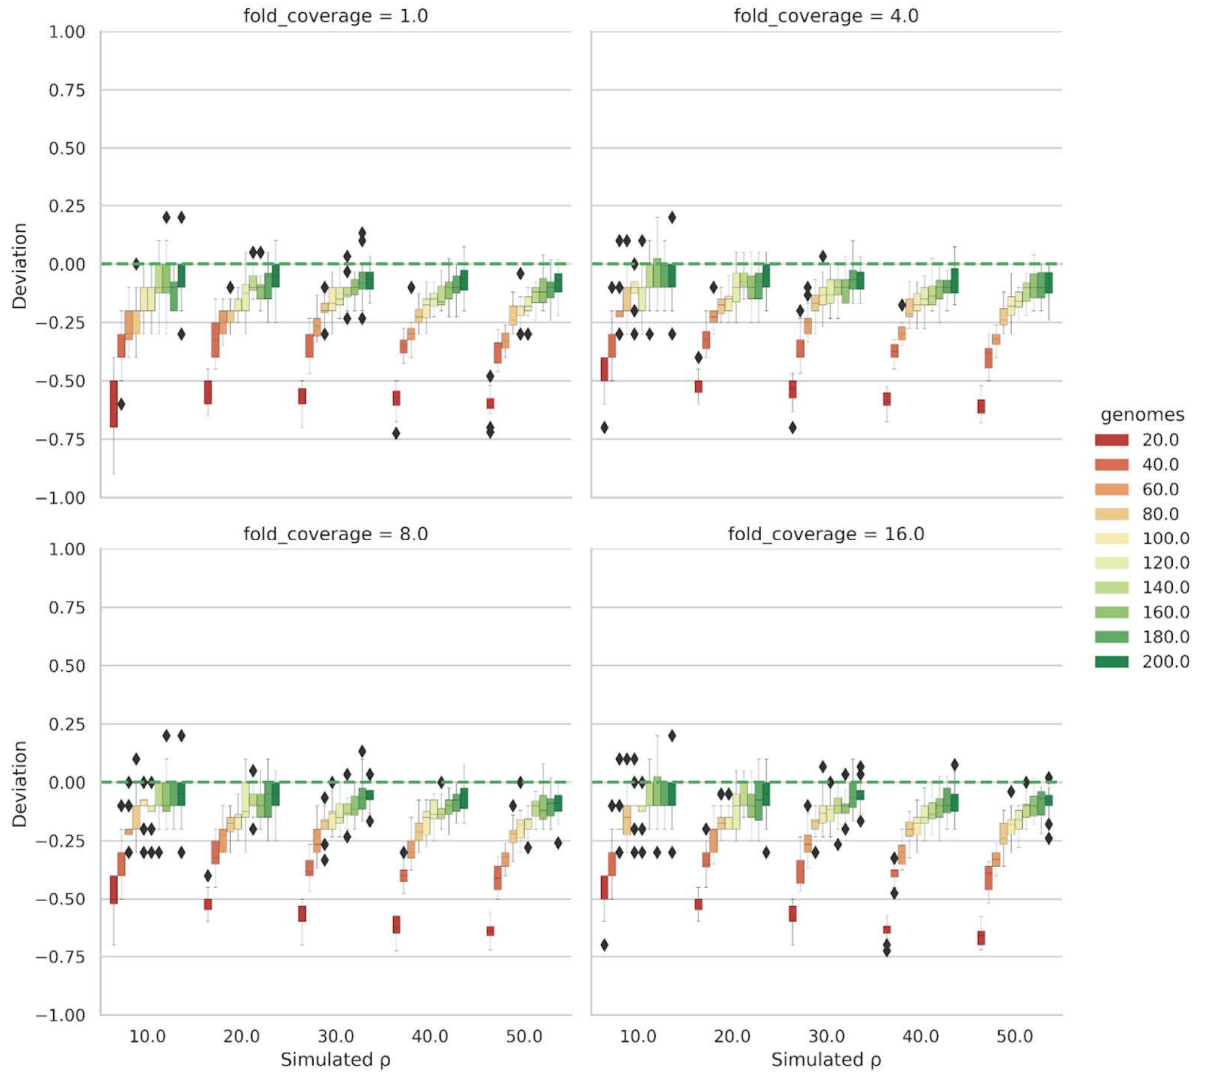 fold_coverage = 1.0
fold_coverage = 4.0
1.00
0.75
0.50
0.25
0.00
−0.25
−0.50
−0.75
−1.00
Deviation
fold_coverage = 8.0
fold_coverage = 16.0
1.00
0.75
0.50
0.25
0.00
−0.25
−0.50
−0.75
−1.00
Deviation
10.0 20.0 30.0 40.0 50.0
Simulated ρ
10.0 20.0 30.0 40.0 50.0
Simulated ρ
genomes
20.0
40.0
60.0
80.0
100.0
120.0
140.0
160.0
180.0
200.0